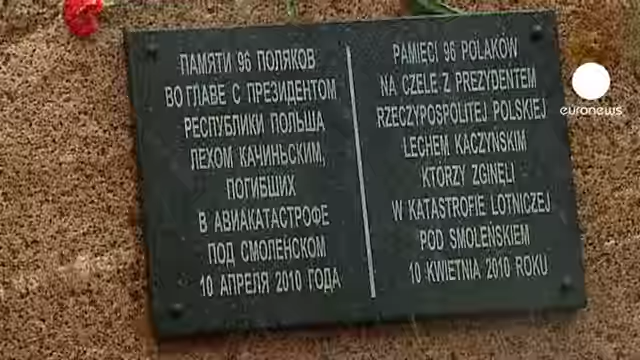 ПАМЯТИ 96 ПОЛЯКОВ
ВО ГЛАВЕ С ПРЕЗИДЕНТОМ
РЕСПУБЛИКИ ПОЛЬША
ЛЕХОМ КАЧИНЬСКИМ,
ПОГИБШИХ
В АВИАКАТАСТРОФЕ
ПОД СМОЛЕНСКОМ
10 АПРЕЛЯ 2010 ГОДА
PAMIĘCI 96 POLAKÓW
NA CZELE Z PREZYDENTEM
RZECZYPOSPOLITEJ POLSKIEJ
LECHEM KACZYŃSKIM
KTÓRZY ZGINĘLI
W KATASTROFIE LOTNICZEJ
POD SMOLEŃSKIEM
10 KWIETNIA 2010 ROKU
euronews